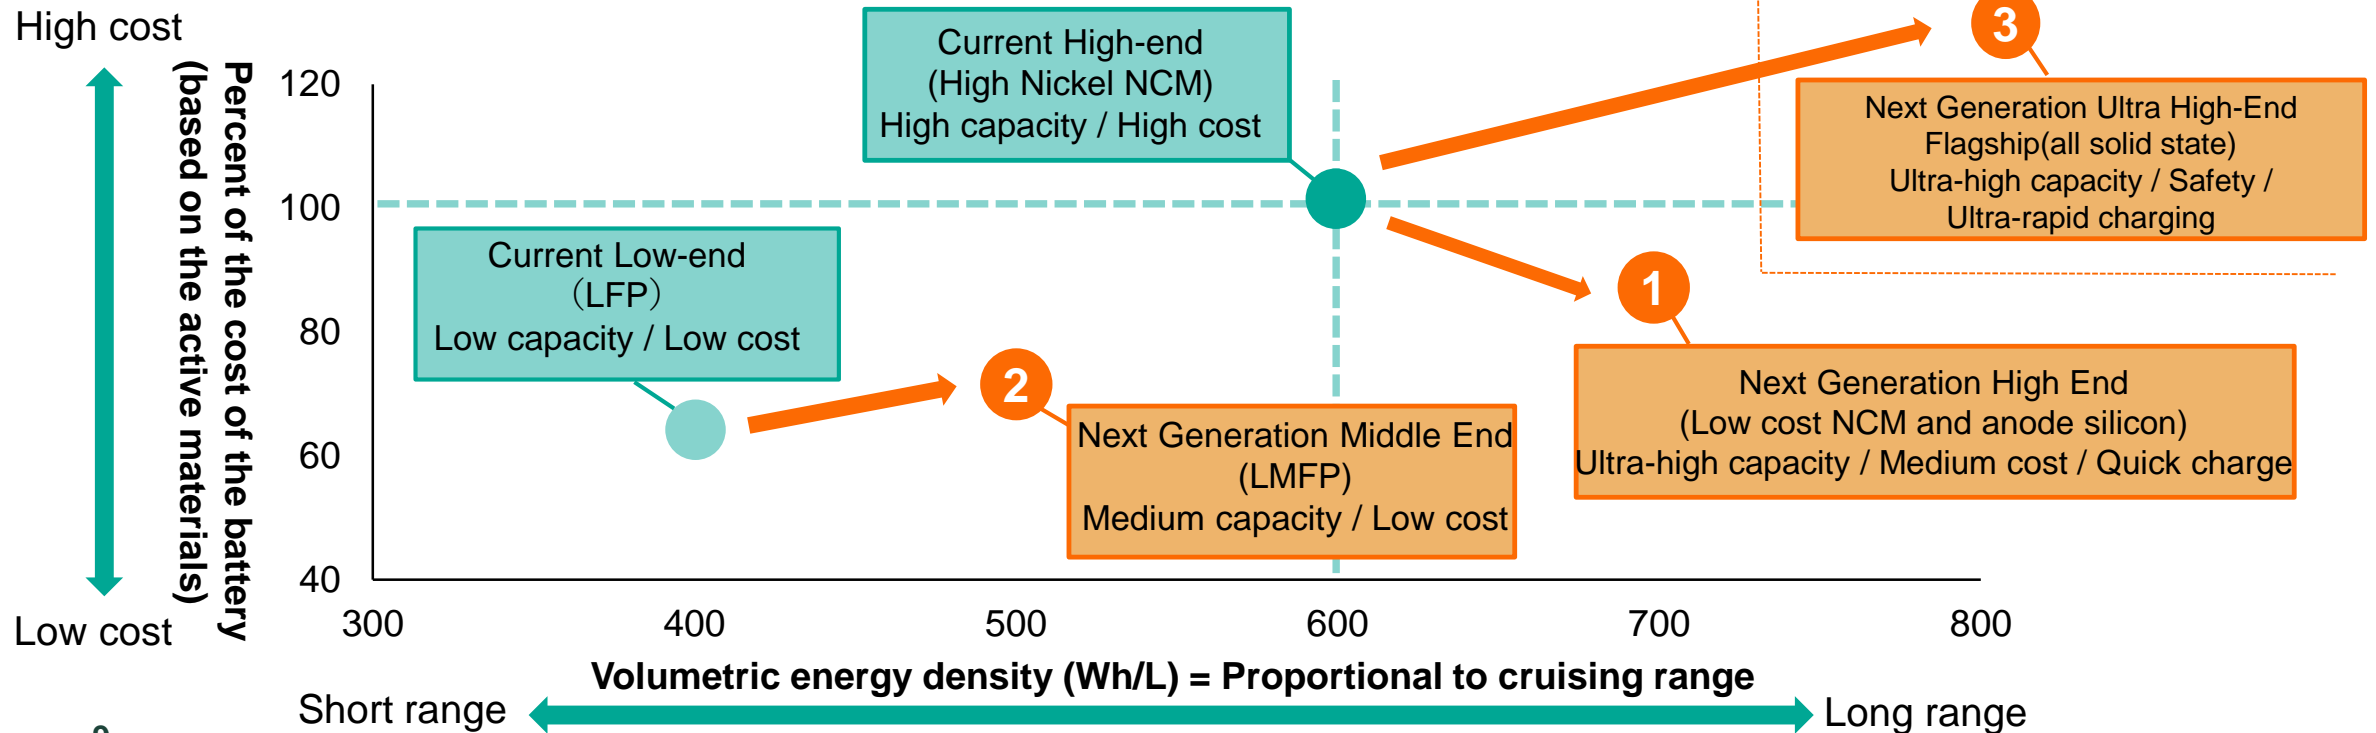 High cost
Low cost
Percent of the cost of the battery
(based on the active materials)
120
100
80
60
40
300
400
500
600
700
800
Volumetric energy density (Wh/L) = Proportional to cruising range
Short range
Long range
Current High-end
(High Nickel NCM)
High capacity / High cost
Current Low-end
（LFP）
Low capacity / Low cost
3
Next Generation Ultra High-End
Flagship(all solid state)
Ultra-high capacity / Safety /
Ultra-rapid charging
1
Next Generation High End
(Low cost NCM and anode silicon)
Ultra-high capacity / Medium cost / Quick charge
2
Next Generation Middle End
(LMFP)
Medium capacity / Low cost